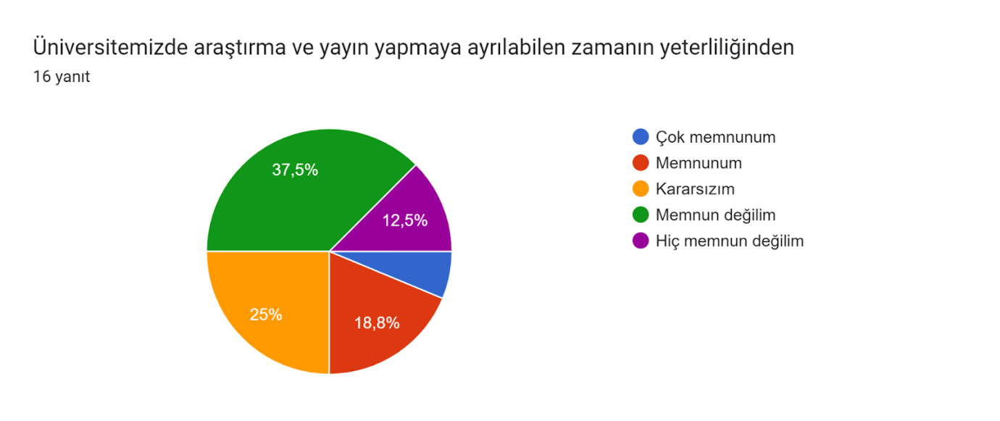 Üniversitemizde araştırma ve yayın yapmaya ayrılabilen zamanın yeterliliğinden
16 yanıt
37,5%
12,5%
25%
18,8%
Çok memnunum
Memnunum
Kararsızım
Memnun değilim
Hiç memnun değilim